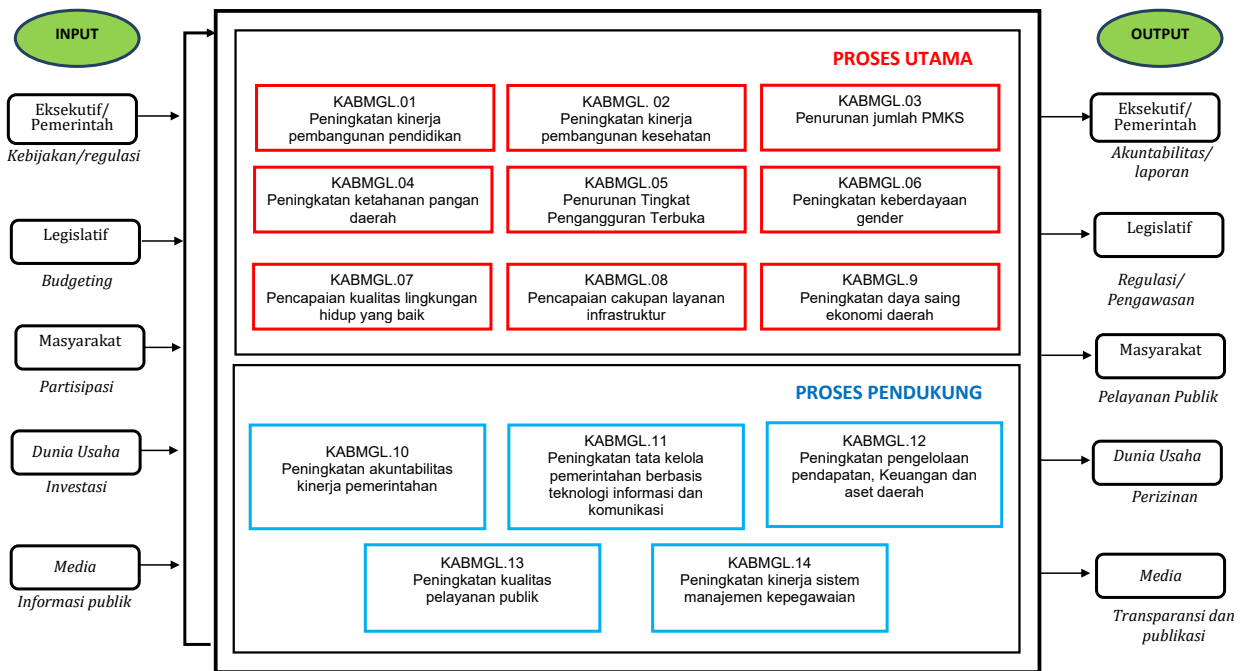 INPUT
Eksekutif/
Pemerintah
Kebijakan/regulasi
Legislatif
Budgeting
Masyarakat
Partisipasi
Dunia Usaha
Investasi
Media
Informasi publik
PROSES UTAMA
KABMGL.01
Peningkatan kinerja
pembangunan pendidikan
KABMGL. 02
Peningkatan kinerja
pembangunan kesehatan
KABMGL.03
Penurunan jumlah PMKS
KABMGL.04
Peningkatan ketahanan pangan
daerah
KABMGL.05
Penurunan Tingkat
Pengangguran Terbuka
KABMGL.06
Peningkatan keberdayaan
gender
KABMGL.07
Pencapaian kualitas lingkungan
hidup yang baik
KABMGL.08
Pencapaian cakupan layanan
infrastruktur
KABMGL.9
Peningkatan daya saing
ekonomi daerah
PROSES PENDUKUNG
KABMGL.10
Peningkatan akuntabilitas
kinerja pemerintahan
KABMGL.11
Peningkatan tata kelola
pemerintahan berbasis
teknologi informasi dan
komunikasi
KABMGL.12
Peningkatan pengelolaan
pendapatan, Keuangan dan
aset daerah
KABMGL.13
Peningkatan kualitas
pelayanan publik
KABMGL.14
Peningkatan kinerja sistem
manajemen kepegawaian
OUTPUT
Eksekutif/
Pemerintah
Akuntabilitas/
laporan
Legislatif
Regulasi/
Pengawasan
Masyarakat
Pelayanan Publik
Dunia Usaha
Perizinan
Media
Transparansi dan
publikasi